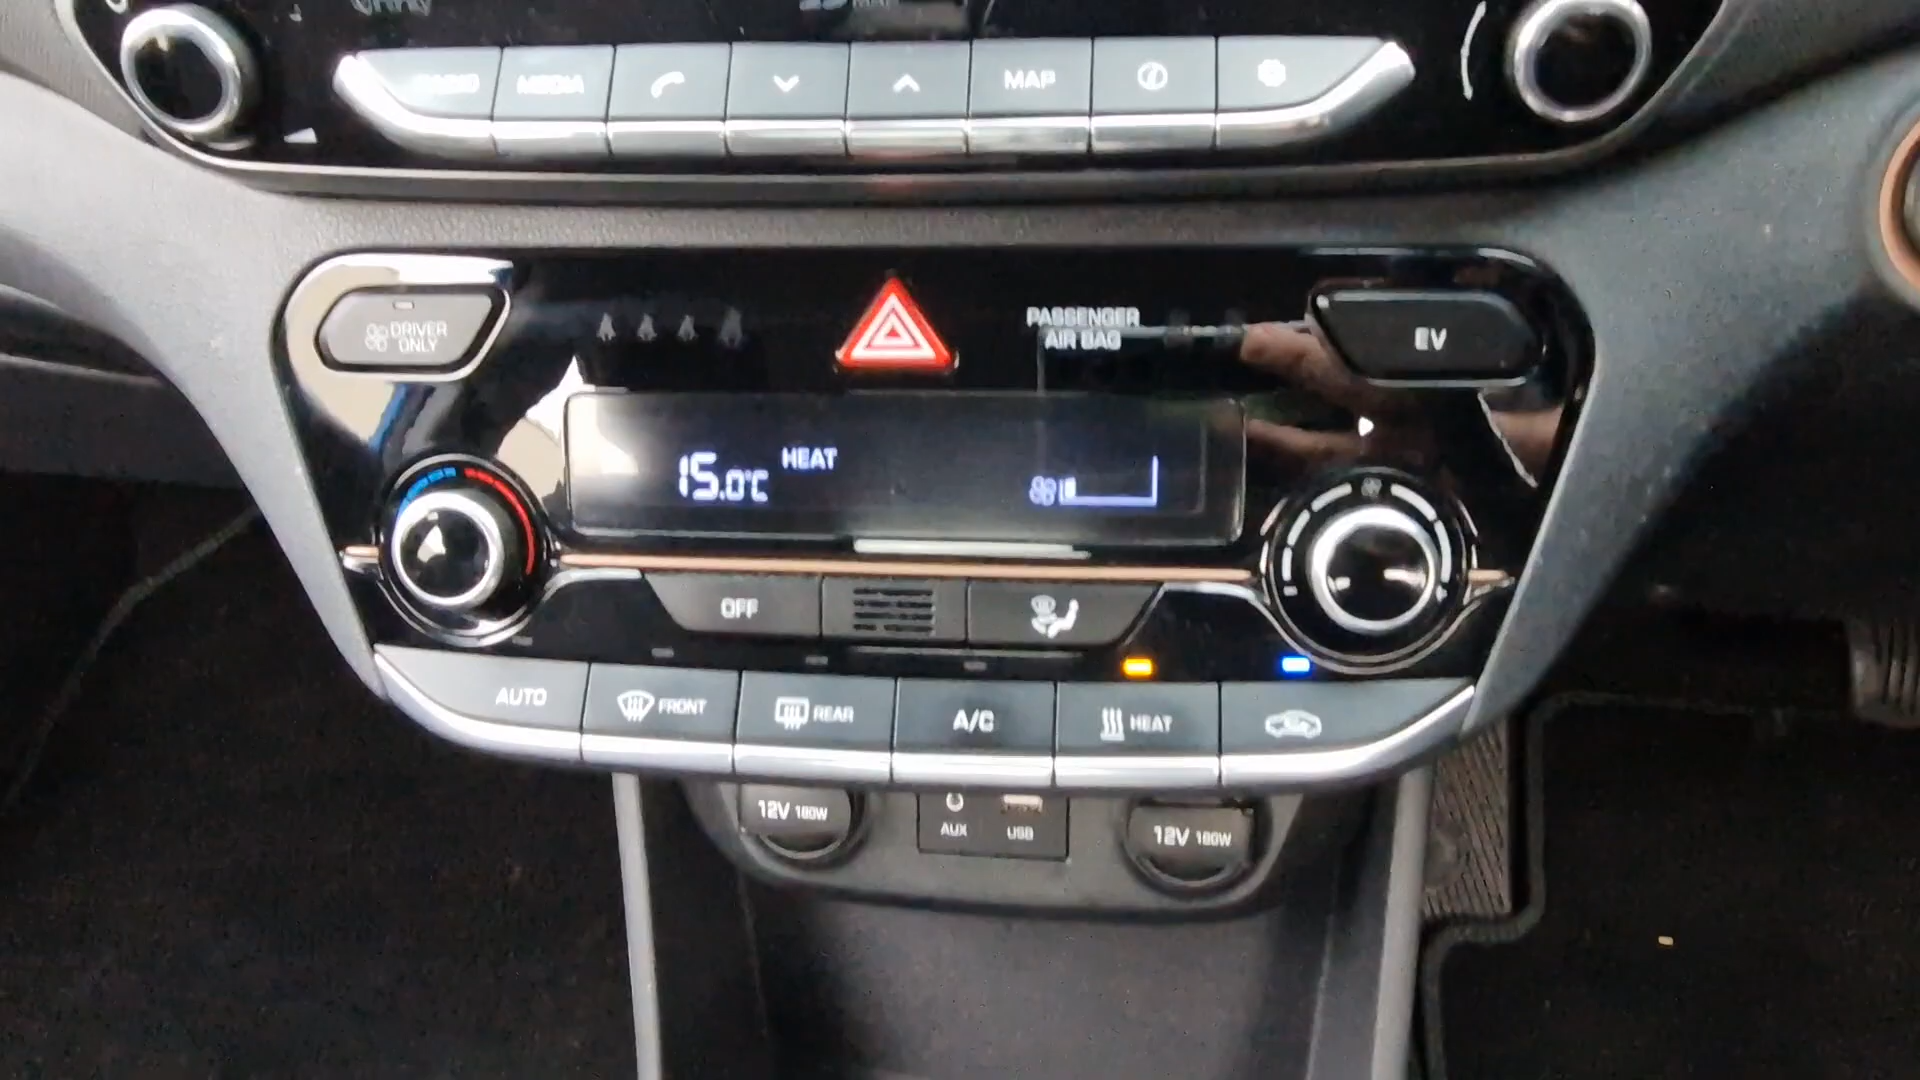 RADIO MEDIA MAP
DRIVER
ONLY
PASSENGER
AIR BAG
EV
15.0°C HEAT
OFF
AUTO FRONT REAR A/C HEAT
12V 180W
AUX USB
12V 180W